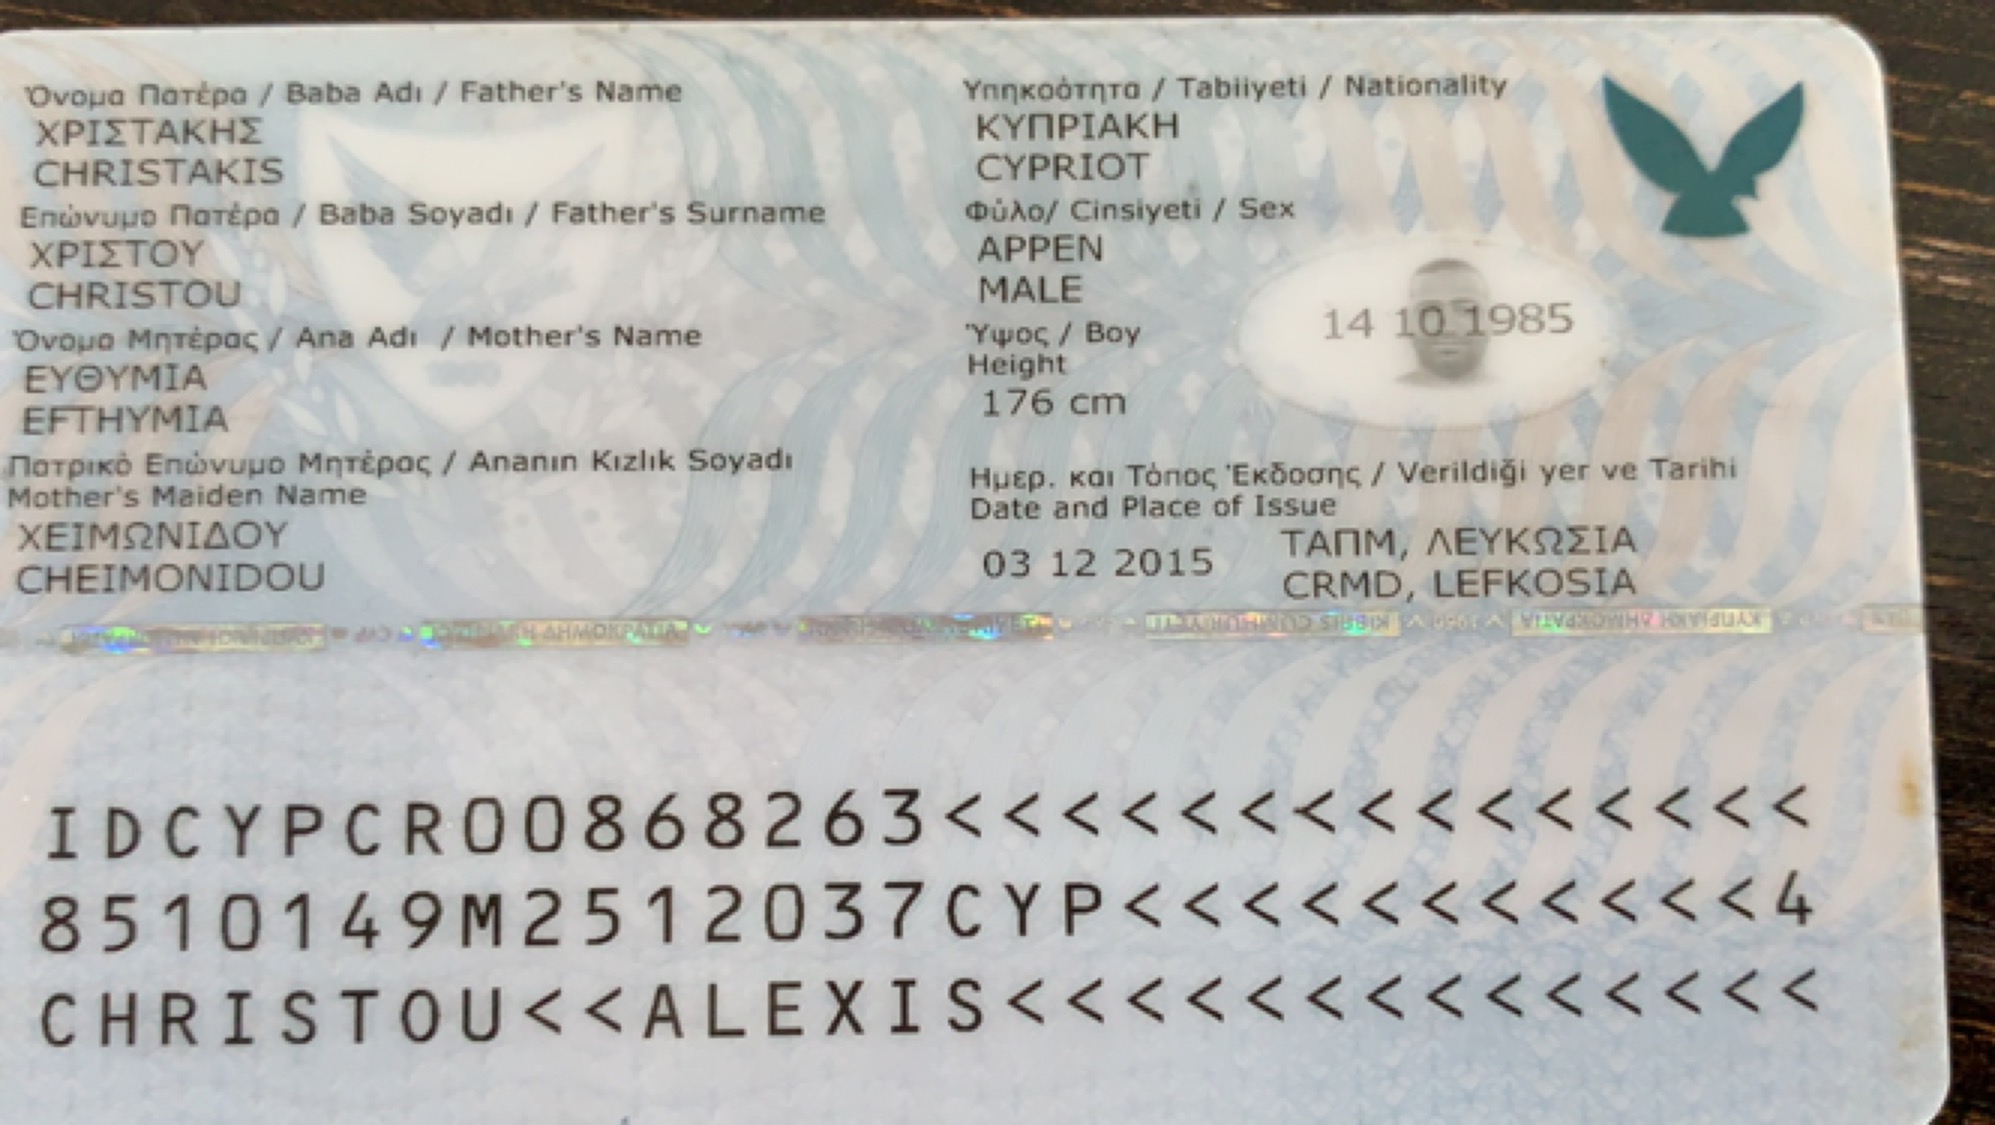 Όνομα Πατέρα / Baba Adı / Father's Name
ΧΡΙΣΤΑΚΗΣ
CHRISTAKIS
Επώνυμο Πατέρα / Baba Soyadı / Father's Surname
ΧΡΙΣΤΟΥ
CHRISTOU
Όνομα Μητέρας / Ana Adı / Mother's Name
ΕΥΘΥΜΙΑ
EFTHYMIA
Πατρικό Επώνυμο Μητέρας / Ananın Kızlık Soyadı
Mother's Maiden Name
ΧΕΙΜΩΝΙΔΟΥ
CHEIMONIDOU
Υπηκοότητα / Tabiiyeti / Nationality
ΚΥΠΡΙΑΚΗ
CYPRIOT
Φύλο/ Cinsiyeti / Sex
ΑΡΡΕΝ
MALE
Ύψος / Boy
Height
176 cm
14 10 1985
Ημερ. και Τόπος Έκδοσης / Verildiği yer ve Tarihi
Date and Place of Issue
03 12 2015
ΤΑΠΜ, ΛΕΥΚΩΣΙΑ
CRMD, LEFKOSIA
IDCYPCR00868263<<<<<<<<<<<<<<<
8510149M2512037CYP<<<<<<<<<<<4
CHRISTOU<<ALEXIS<<<<<<<<<<<<<<